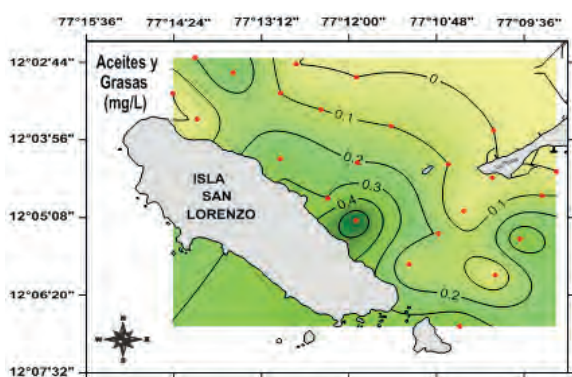 77°15'36" 77°14'24" 77°13'12" 77°12'00" 77°10'48" 77°09'36"
12°02'44"
Aceites y
Grasas
(mg/L)
0
0.1
12°03'56"
0.2
ISLA
SAN
LORENZO
0.3
0.4
0.1
12°05'08"
0.2
12°06'20"
12°07'32"